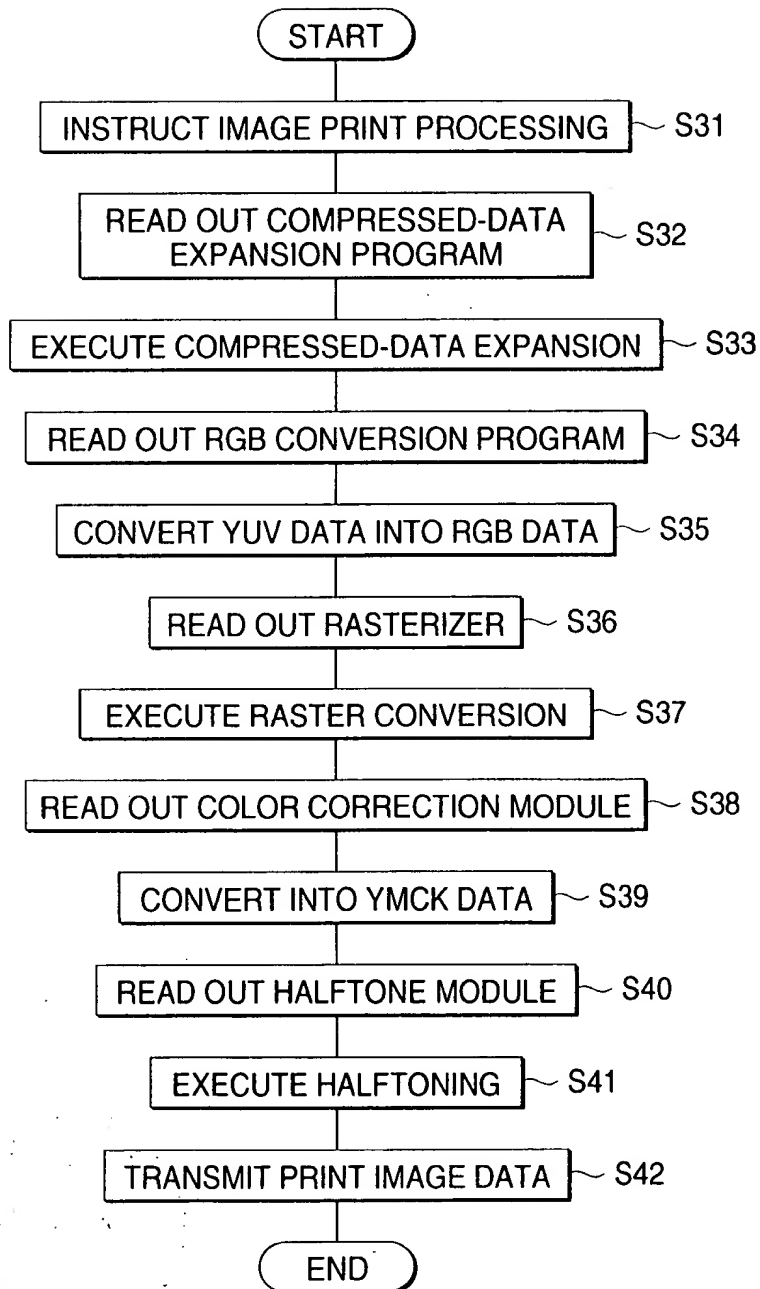 START
INSTRUCT IMAGE PRINT PROCESSING ~ S31
READ OUT COMPRESSED-DATA
EXPANSION PROGRAM ~ S32
EXECUTE COMPRESSED-DATA EXPANSION ~ S33
READ OUT RGB CONVERSION PROGRAM ~ S34
CONVERT YUV DATA INTO RGB DATA ~ S35
READ OUT RASTERIZER ~ S36
EXECUTE RASTER CONVERSION ~ S37
READ OUT COLOR CORRECTION MODULE ~ S38
CONVERT INTO YMCK DATA ~ S39
READ OUT HALFTONE MODULE ~ S40
EXECUTE HALFTONING ~ S41
TRANSMIT PRINT IMAGE DATA ~ S42
END